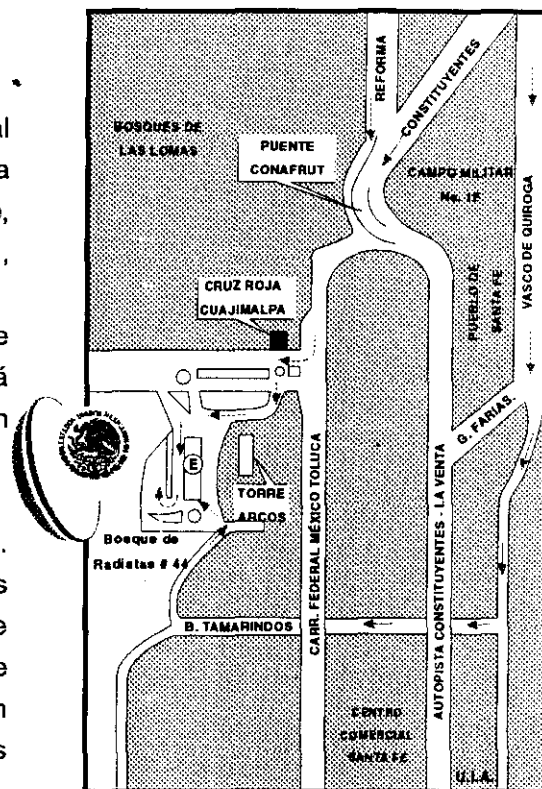 al
a
,
,
e
á
n
.
s
e
e
n
s
REFORMA
CONSTITUYENTES
BOSQUES DE
LAS LOMAS
PUENTE
CONAFRUT
CAMPO MILITAR
No. 1F
VASCO DE QUIROGA
PUEBLO DE
SANTA FE
CRUZ ROJA
CUAJIMALPA
G. FARIAS.
E
TORRE
ARCOS
Bosque de
Radiatas # 44
B. TAMARINDOS
CARR. FEDERAL MÉXICO TOLUCA
AUTOPISTA CONSTITUYENTES - LA VENTA
CENTRO
COMERCIAL
SANTA FE
U.I.A.